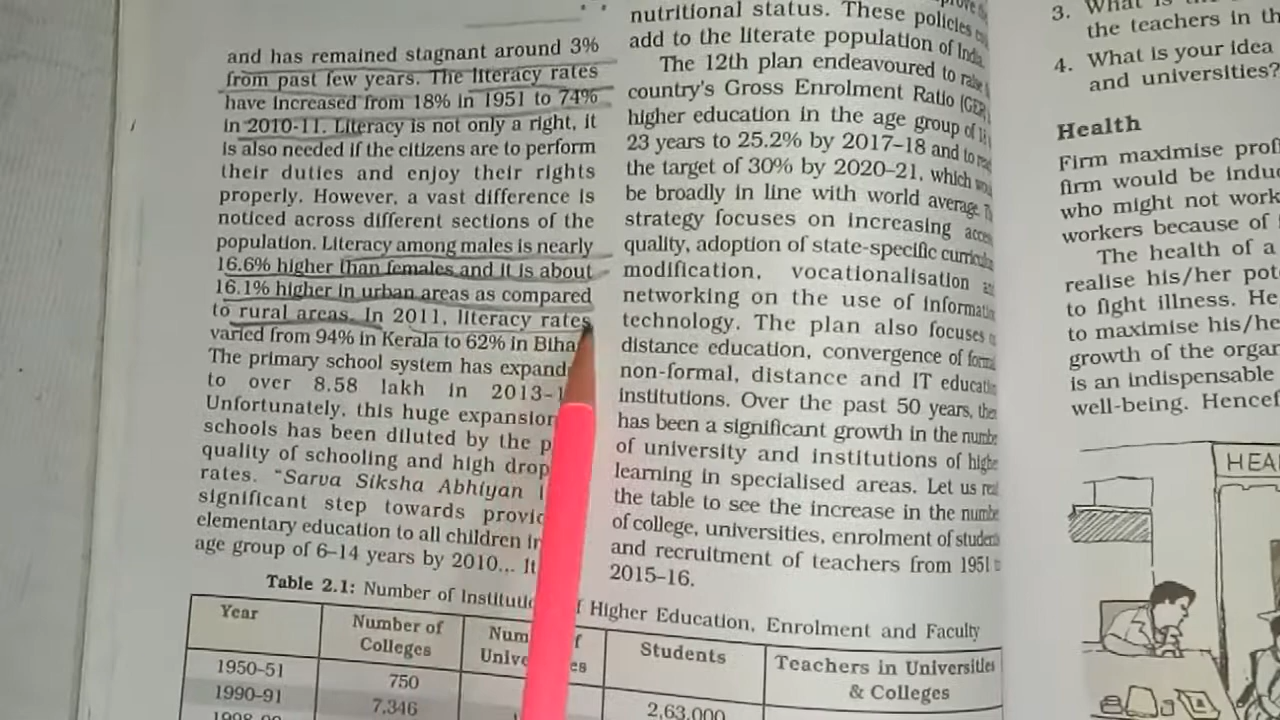 and has remained stagnant around 3%
from past few years. The literacy rates
have increased from 18% in 1951 to 74%
in 2010-11. Literacy is not only a right, it
is also needed if the citizens are to perform
their duties and enjoy their rights
properly. However, a vast difference is
noticed across different sections of the
population. Literacy among males is nearly
16.6% higher than females and it is about
16.1% higher in urban areas as compared
to rural areas. In 2011, literacy rates
varied from 94% in Kerala to 62% in
The primary school system has
to over 8.58 lakh in
Unfortunately, this huge
schools has been diluted by the
quality of schooling and high
rates. "Sarva Siksha Abhiyan
significant step towards
elementary education to all children
age group of 6–14 years by 2010...
nutritional status. These policies
add to the literate population of India.
The 12th plan endeavoured to raise
country's Gross Enrolment Ratio (GER)
higher education in the age group of
23 years to 25.2% by 2017–18 and to
the target of 30% by 2020–21, which
be broadly in line with world average.
strategy focuses on increasing
quality, adoption of state-specific
modification, vocationalisation
networking on the use of
technology. The plan also focuses
distance education, convergence of
non-formal, distance and IT
institutions. Over the past 50 years,
has been a significant growth in the
of university and institutions of
learning in specialised areas. Let us
the table to see the increase in the
of college, universities, enrolment of
and recruitment of teachers from 1951
2015–16.
Table 2.1: Number of Higher Education, Enrolment and Faculty
Year
Number of Colleges
Students
Teachers in Universities & Colleges
1950-51 750
1990-91 7,346 2,63,000
3. What is
the teachers in
4. What is your idea
and universities?
Health
Firm maximise
firm would be
who might not work
workers because of
The health of a
realise his/her
to fight illness. He
to maximise
growth of the
is an indispensable
well-being.